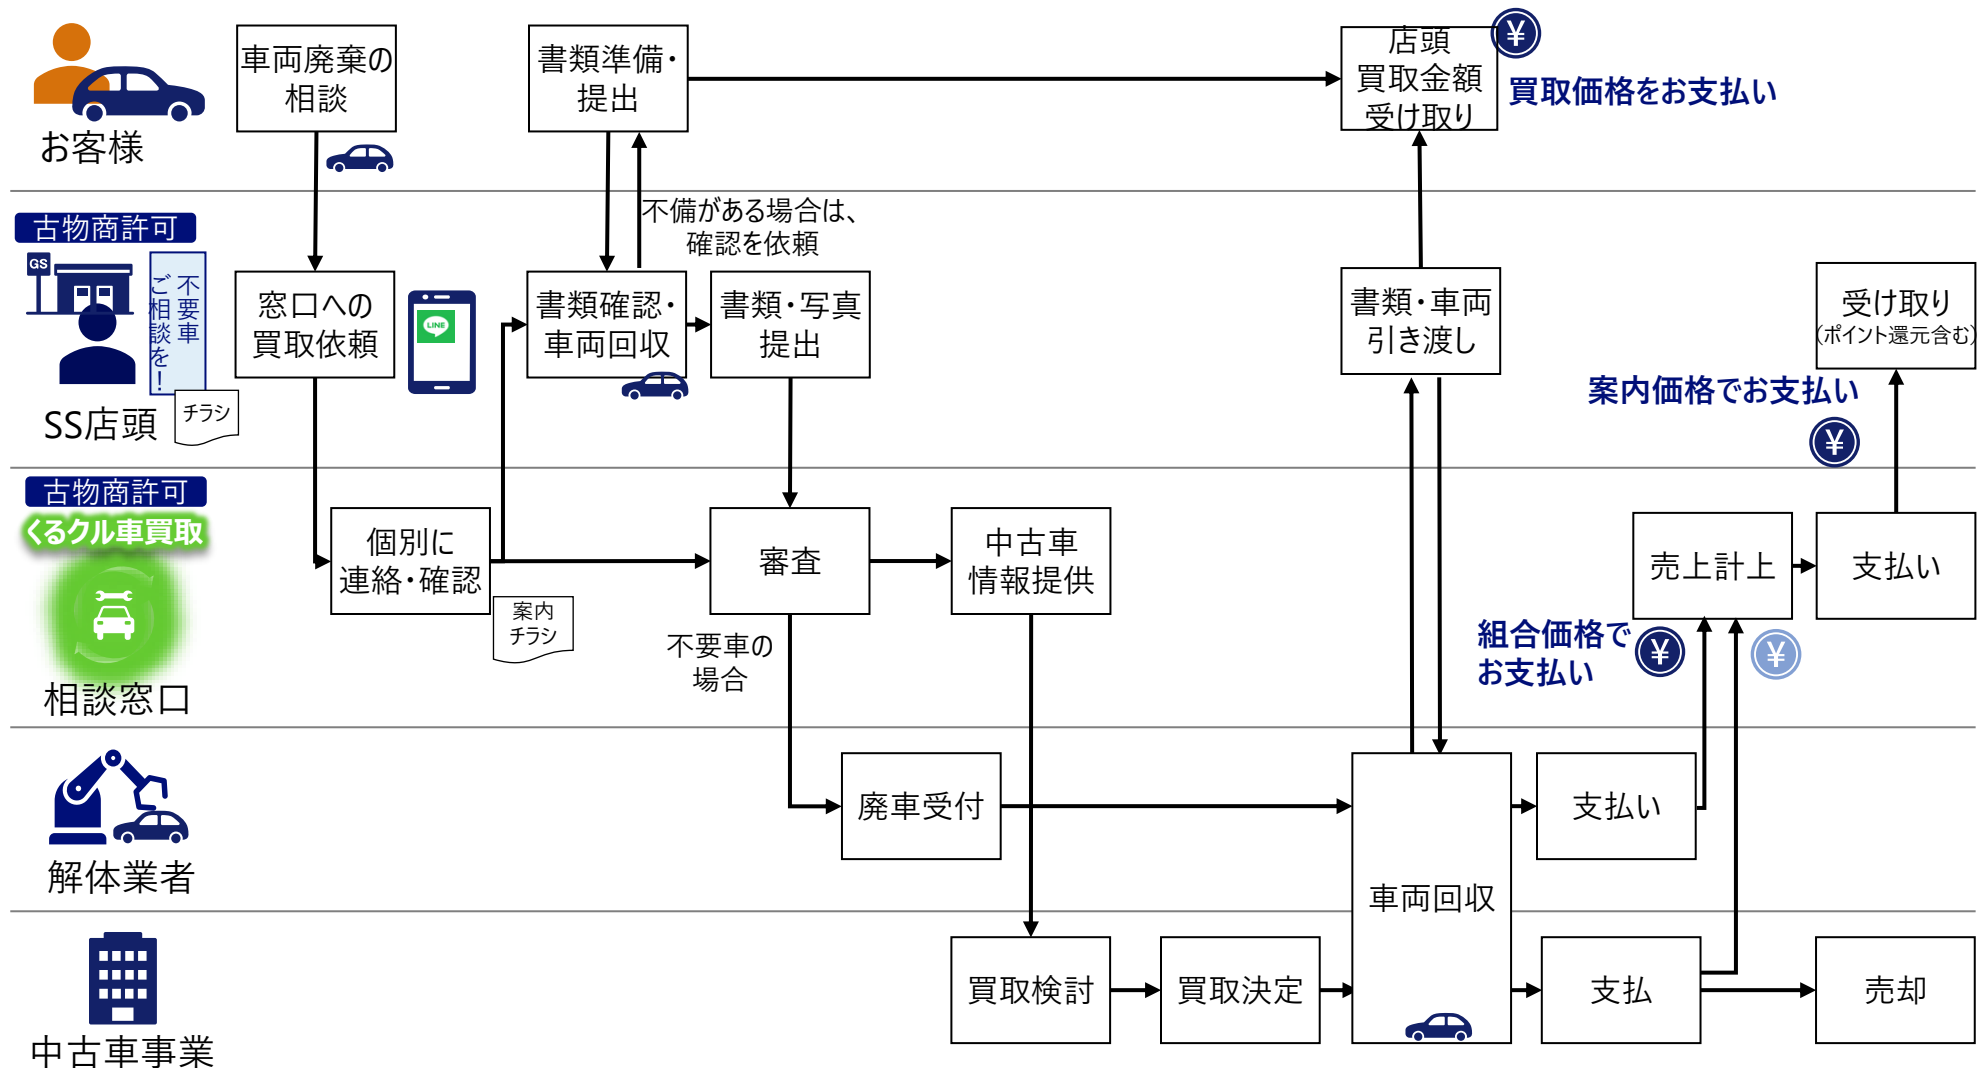 お客様
車両廃棄の
相談
書類準備・
提出
店頭
買取金額
受け取り
¥
買取価格をお支払い
古物商許可
GS
不要車
ご相談を！
チラシ
SS店頭
窓口への
買取依頼
LINE
不備がある場合は、
確認を依頼
書類確認・
車両回収
書類・写真
提出
書類・車両
引き渡し
受け取り
（ポイント還元含む）
案内価格でお支払い
¥
古物商許可
くるクル車買取
相談窓口
個別に
連絡・確認
案内
チラシ
審査
不要車の
場合
中古車
情報提供
売上計上
支払い
組合価格で
お支払い
¥
¥
解体業者
廃車受付
車両回収
支払い
中古車事業
買取検討
買取決定
支払
売却